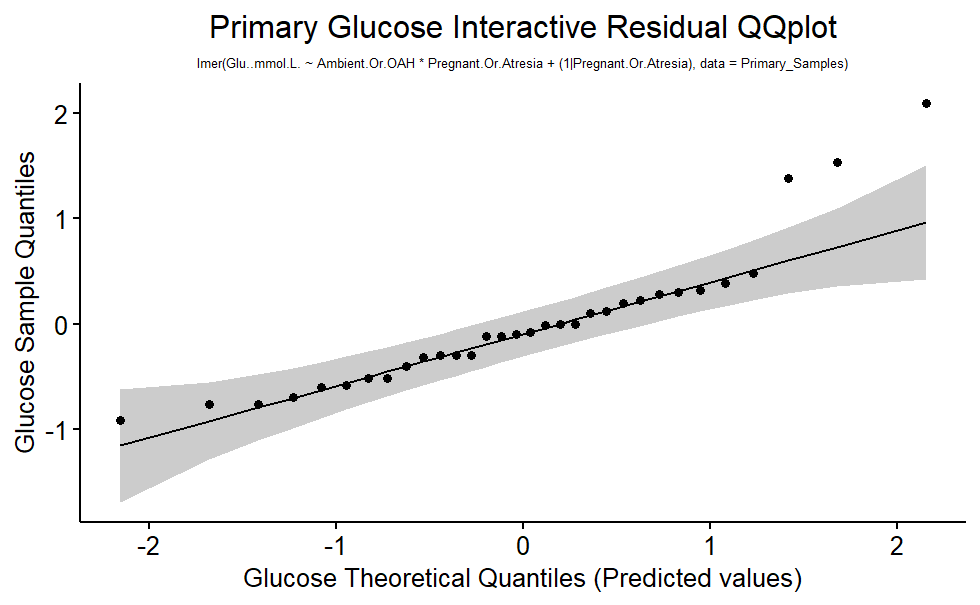 Primary Glucose Interactive Residual QQplot
lmer(Glu..mmol.L. ~ Ambient.Or.OAH * Pregnant.Or.Atresia + (1|Pregnant.Or.Atresia), data = Primary_Samples)
Glucose Sample Quantiles
2
1
0
-1
-2 -1 0 1 2
Glucose Theoretical Quantiles (Predicted values)